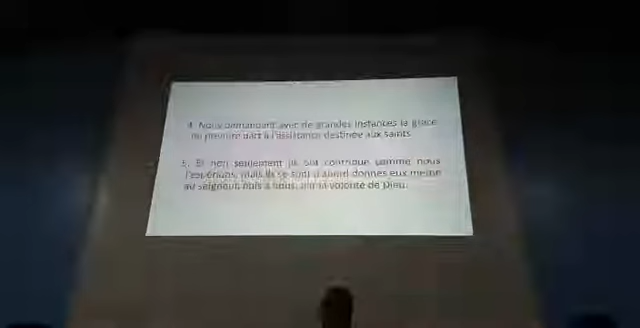 4. Nous demandant avec de grandes instances la grâce
de prendre part à l'assistance destinée aux saints
5. Et non seulement ils ont contribué comme nous
l'espérions, mais ils se sont d'abord donnés eux même
au seigneur, puis à nous, par la volonté de Dieu.